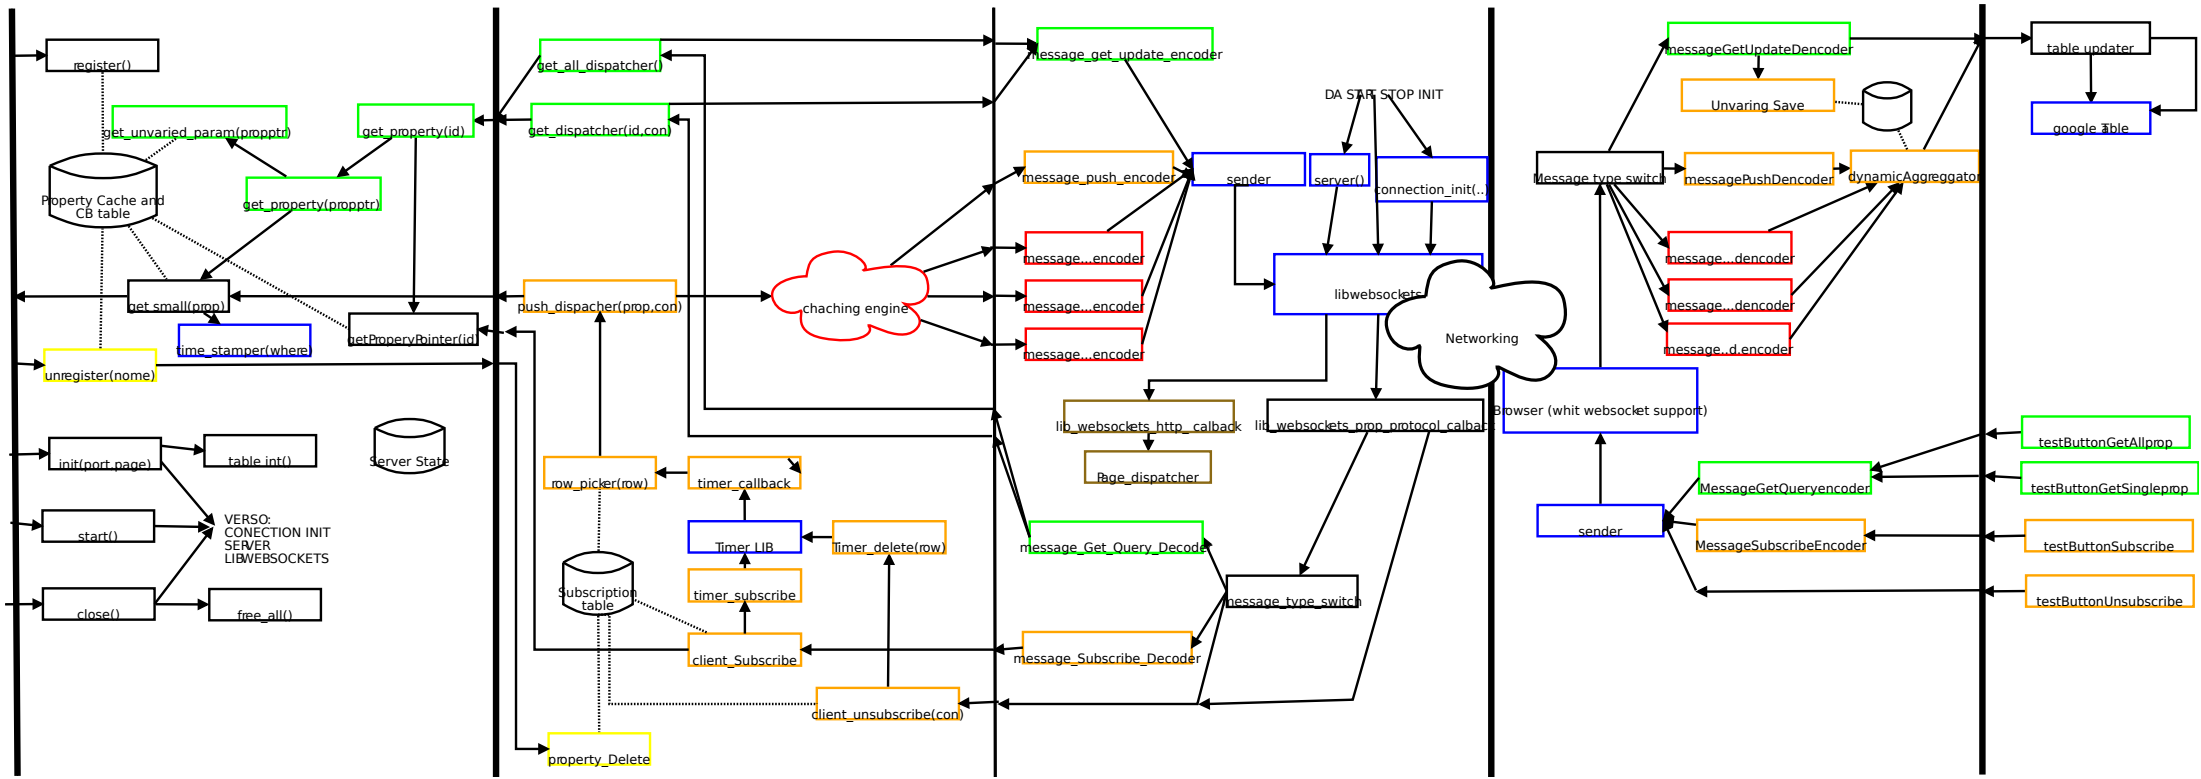 register()
get_unvaried_param(propptr)
get_property(id)
Property Cache and
CB table
get_property(propptr)
get_small(prop)
time_stamper(where)
getProperyPointer(id)
unregister(nome)
init(port,page)
table_int()
Server State
start()
VERSO:
CONECTION INIT
SERVER
LIBWEBSOCKETS
close()
free_all()
get_all_dispatcher()
get_dispatcher(id,con)
push_dispacher(prop,con)
chaching engine
row_picker(row)
timer_callback
Timer LIB
Timer_delete(row)
Subscription
table
timer_subscribe
client_Subscribe
client_unsubscribe(con)
property_Delete
message_get_update_encoder
DA START STOP INIT
message_push_encoder
sender
server()
connection_init(..)
message...encoder
message...encoder
message...encoder
libwebsockets
Networking
lib_websockets_http_calback
lib_websockets_prop_protocol_calback
Page_dispatcher
message_Get_Query_Decode
message_type_switch
message_Subscribe_Decoder
messageGetUpdateDencoder
Unvaring Save
Message type switch
messagePushDencoder
dynamicAggreggator
message...dencoder
message...dencoder
message..d.encoder
Browser (whit websocket support)
MessageGetQueryencoder
sender
MessageSubscribeEncoder
table updater
google Table
testButtonGetAllprop
testButtonGetSingleprop
testButtonSubscribe
testButtonUnsubscribe